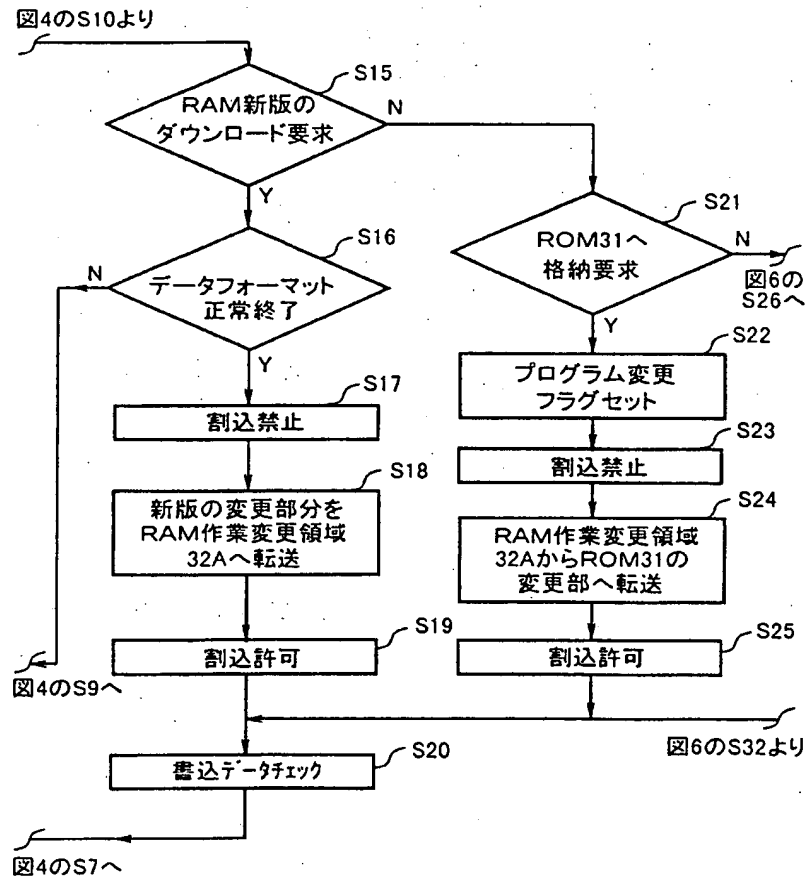 図4のS10より
S15
RAM新版の
ダウンロード要求
N
Y
S21
ROM31へ
格納要求
N
図6の
S26へ
Y
S16
N
データフォーマット
正常終了
Y
S22
プログラム変更
フラグセット
S17
割込禁止
S23
割込禁止
S18
新版の変更部分を
RAM作業変更領域
32Aへ転送
S24
RAM作業変更領域
32AからROM31の
変更部へ転送
S19
割込許可
S25
割込許可
図4のS9へ
図6のS32より
S20
書込データチェック
図4のS7へ